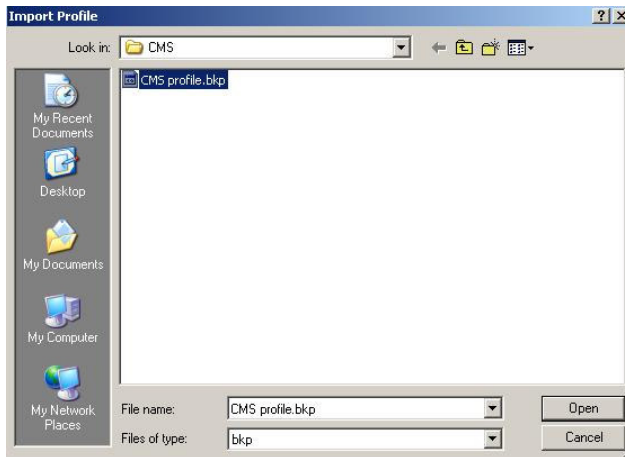 Import Profile
? X
Look in: CMS
CMS profile.bkp
My Recent
Documents
Desktop
My Documents
My Computer
My Network
Places
File name: CMS profile.bkp
Open
Files of type: bkp
Cancel